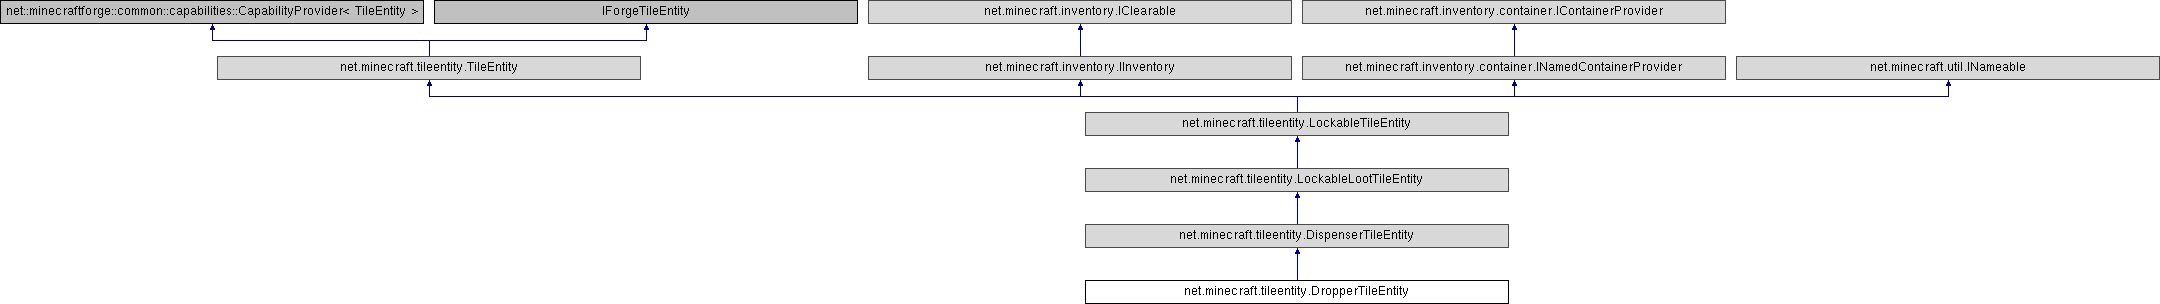 net::minecraftforge::common::capabilities::CapabilityProvider< TileEntity >
IForgeTileEntity
net.minecraft.inventory.IClearable
net.minecraft.inventory.container.IContainerProvider
net.minecraft.tileentity.TileEntity
net.minecraft.inventory.IInventory
net.minecraft.inventory.container.INamedContainerProvider
net.minecraft.util.INameable
net.minecraft.tileentity.LockableTileEntity
net.minecraft.tileentity.LockableLootTileEntity
net.minecraft.tileentity.DispenserTileEntity
net.minecraft.tileentity.DropperTileEntity